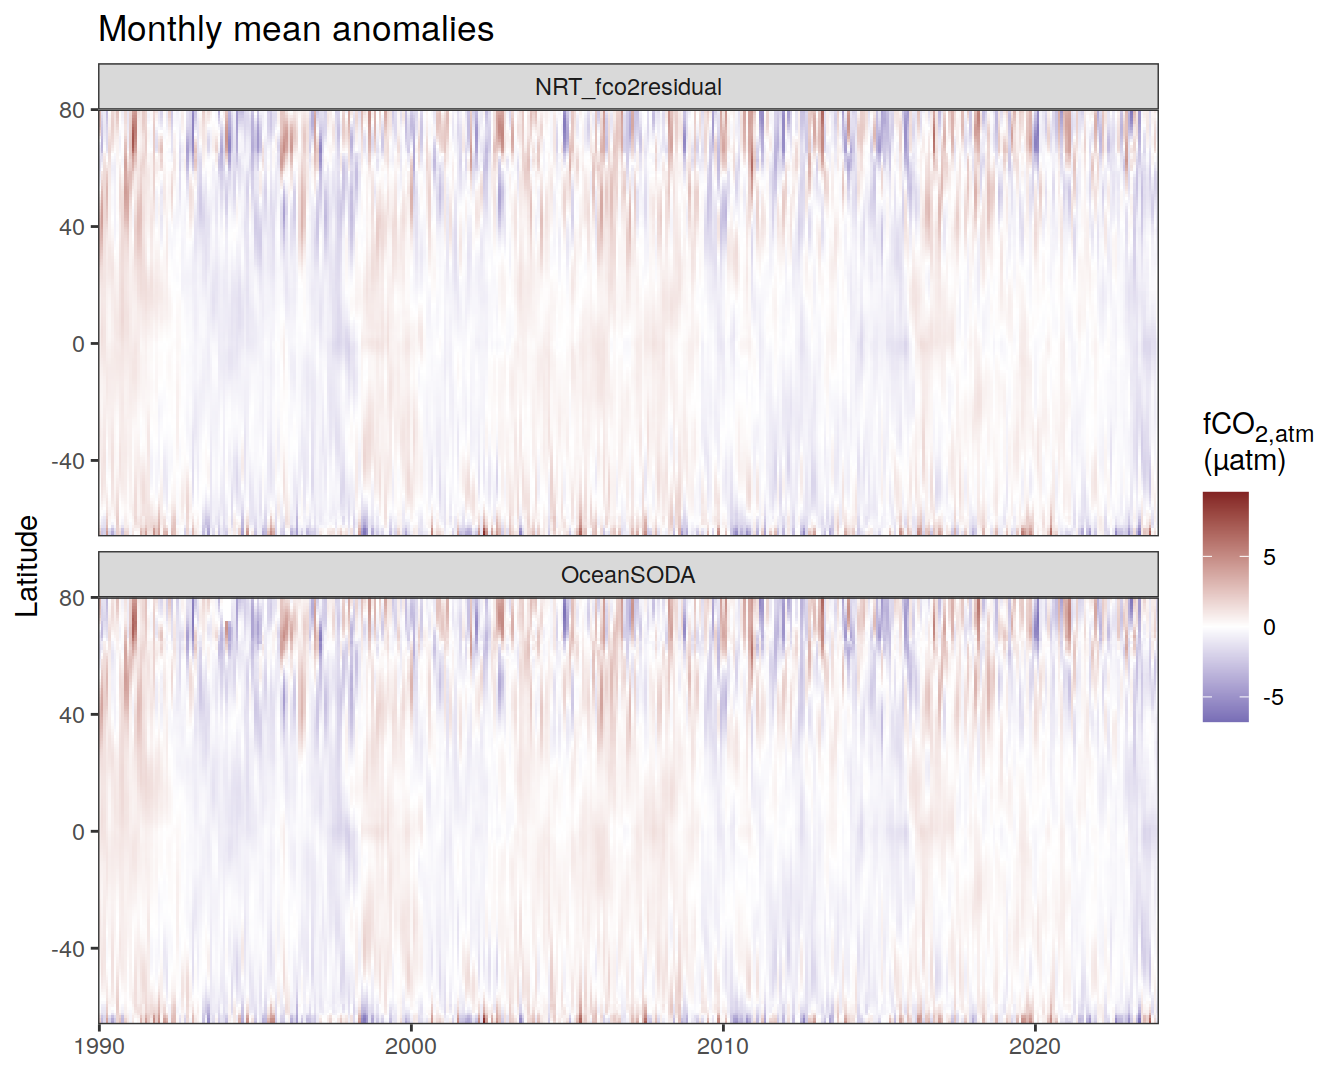 Monthly mean anomalies
NRT_fco2residual
80
40
0
-40
OceanSODA
80
40
0
-40
1990
2000
2010
2020
Latitude
fCO2,atm
(µatm)
5
0
-5